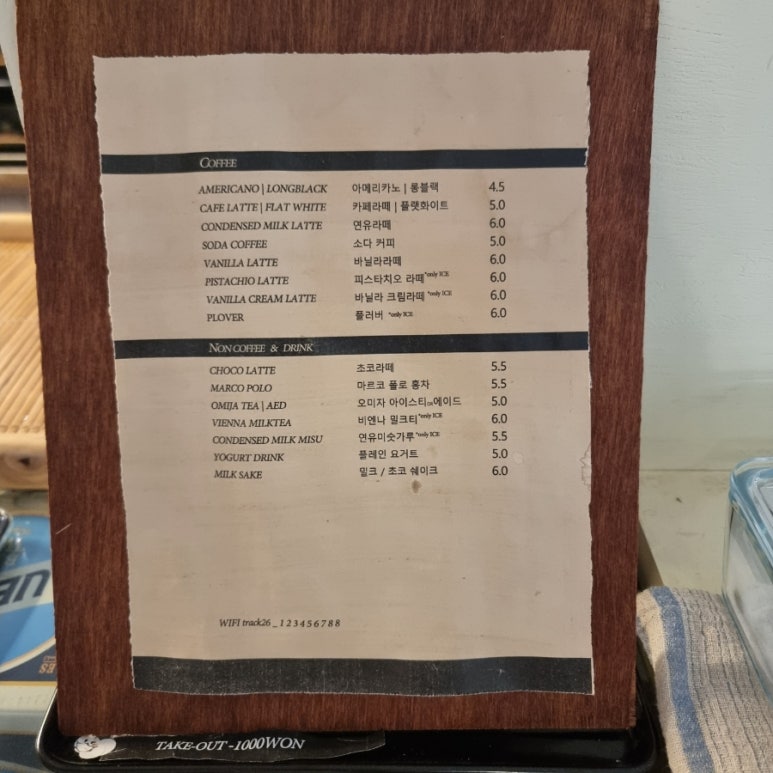 COFFEE
AMERICANO | LONGBLACK 아메리카노 | 롱블랙 4.5
CAFE LATTE | FLAT WHITE 카페라떼 | 플랫화이트 5.0
CONDENSED MILK LATTE 연유라떼 6.0
SODA COFFEE 소다 커피 5.0
VANILLA LATTE 바닐라라떼 6.0
PISTACHIO LATTE 피스타치오 라떼 *only ICE 6.0
VANILLA CREAM LATTE 바닐라 크림라떼 *only ICE 6.0
PLOVER 플러버 *only ICE 6.0
NON COFFEE & DRINK
CHOCO LATTE 초코라떼 5.5
MARCO POLO 마르코 폴로 홍차 5.5
OMIJA TEA | AED 오미자 아이스티 에이드 5.0
VIENNA MILKTEA 비엔나 밀크티 *only ICE 6.0
CONDENSED MILK MISU 연유미숫가루 *only ICE 5.5
YOGURT DRINK 플레인 요거트 5.0
MILK SAKE 밀크 / 초코 쉐이크 6.0
WIFI track26 _ 123456788
TAKE-OUT -1000WON